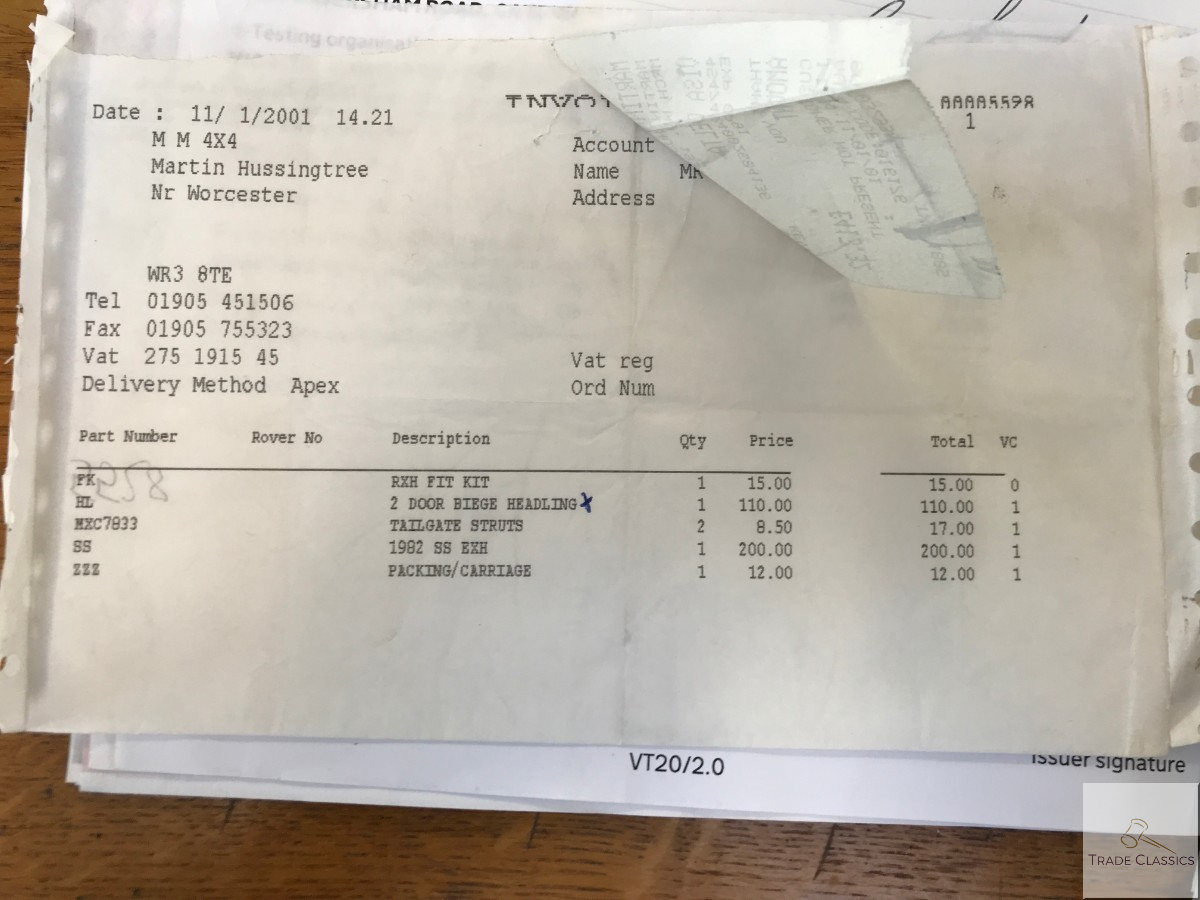 Date : 11/ 1/2001 14.21
M M 4X4
Martin Hussingtree
Nr Worcester
WR3 8TE
Tel 01905 451506
Fax 01905 755323
Vat 275 1915 45
Delivery Method Apex
AAAA5598
1
Account
Name MR
Address
Vat reg
Ord Num
Part Number Rover No Description Qty Price Total VC
FK RXH FIT KIT 1 15.00 15.00 0
HL 2 DOOR BIEGE HEADLING 1 110.00 110.00 1
MXC7833 TAILGATE STRUTS 2 8.50 17.00 1
SS 1982 SS EXH 1 200.00 200.00 1
ZZZ PACKING/CARRIAGE 1 12.00 12.00 1
VT20/2.0
issuer signature
TRADE CLASSICS